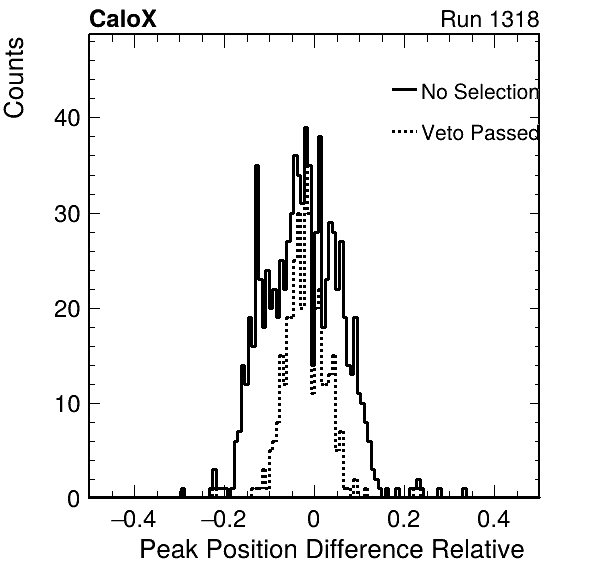 CaloX Run 1318
Counts
No Selection
Veto Passed
40
30
20
10
0
−0.4 −0.2 0 0.2 0.4
Peak Position Difference Relative